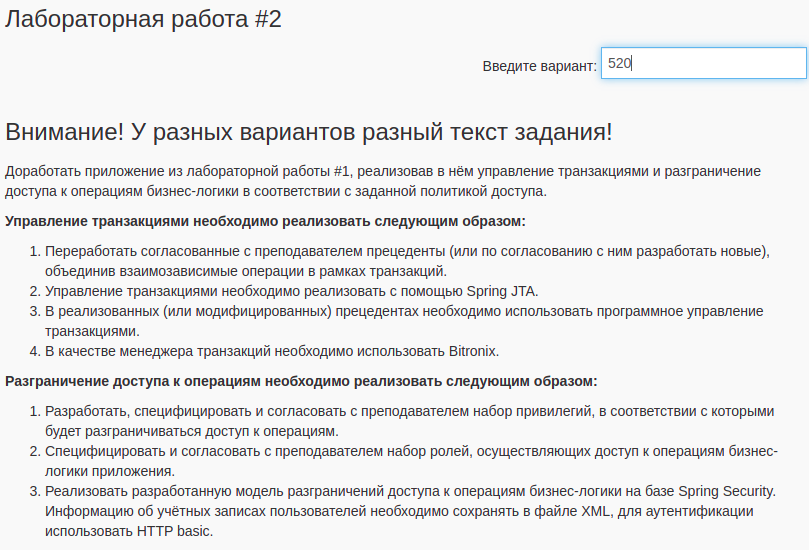 Лабораторная работа #2
Введите вариант: 520
Внимание! У разных вариантов разный текст задания!
Доработать приложение из лабораторной работы #1, реализовав в нём управление транзакциями и разграничение
доступа к операциям бизнес-логики в соответствии с заданной политикой доступа.
Управление транзакциями необходимо реализовать следующим образом:
1. Переработать согласованные с преподавателем прецеденты (или по согласованию с ним разработать новые),
объединив взаимозависимые операции в рамках транзакций.
2. Управление транзакциями необходимо реализовать с помощью Spring JTA.
3. В реализованных (или модифицированных) прецедентах необходимо использовать программное управление
транзакциями.
4. В качестве менеджера транзакций необходимо использовать Bitronix.
Разграничение доступа к операциям необходимо реализовать следующим образом:
1. Разработать, специфицировать и согласовать с преподавателем набор привилегий, в соответствии с которыми
будет разграничиваться доступ к операциям.
2. Специфицировать и согласовать с преподавателем набор ролей, осуществляющих доступ к операциям бизнес-
логики приложения.
3. Реализовать разработанную модель разграничений доступа к операциям бизнес-логики на базе Spring Security.
Информацию об учётных записах пользователей необходимо сохранять в файле XML, для аутентификации
использовать HTTP basic.